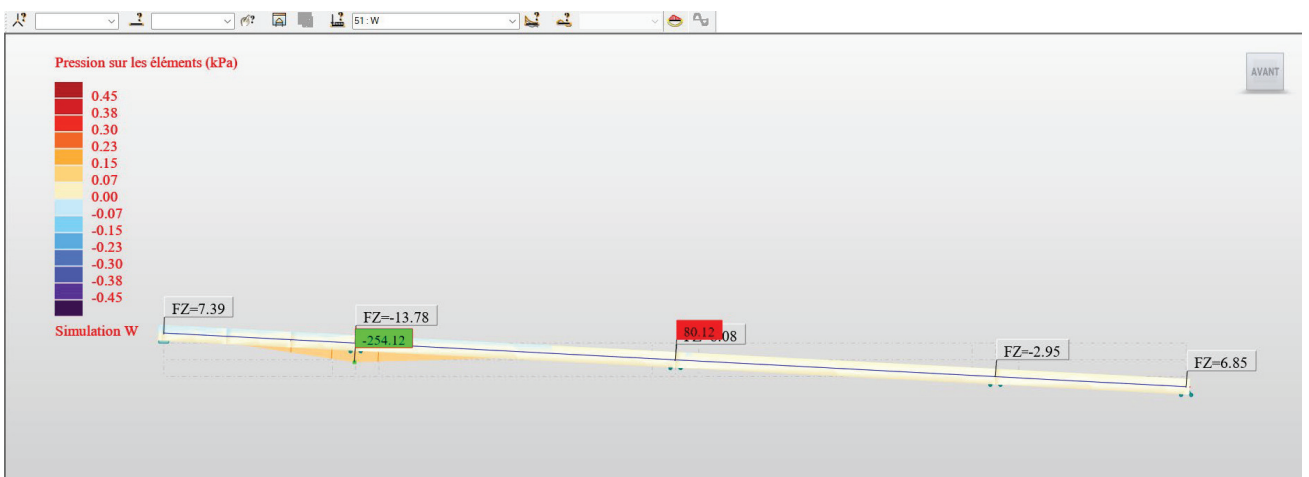 51 : W
Pression sur les éléments (kPa)
AVANT
0.45
0.38
0.30
0.23
0.15
0.07
0.00
-0.07
-0.15
-0.23
-0.30
-0.38
-0.45
Simulation W
FZ=7.39
FZ=-13.78
-254.12
80.12
FZ=-2.95
FZ=6.85